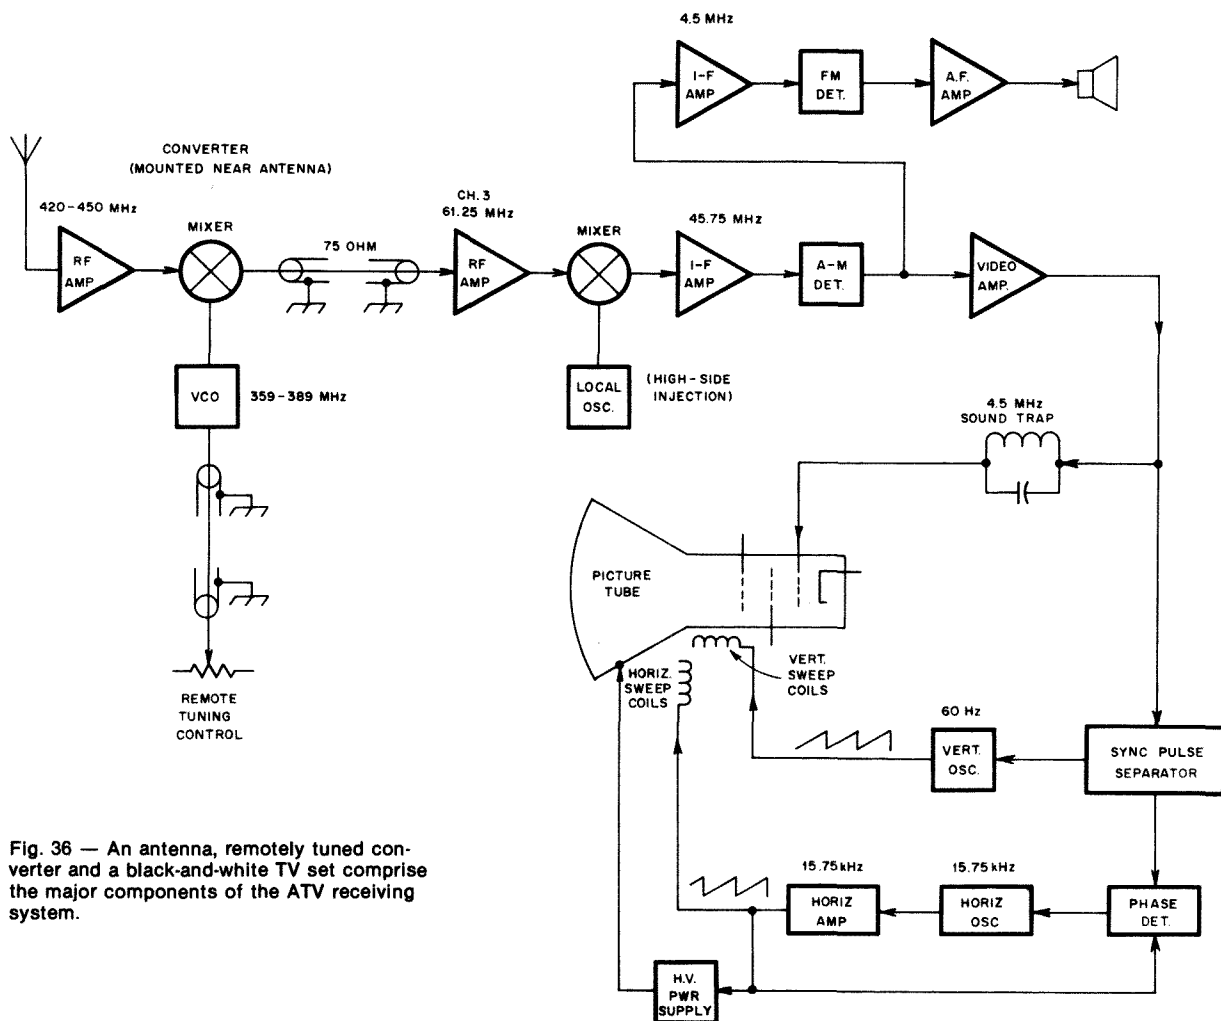 4.5 MHz
I-F
AMP
FM
DET.
A.F.
AMP
CONVERTER
(MOUNTED NEAR ANTENNA)
420-450 MHz
RF
AMP
MIXER
75 OHM
CH. 3
61.25 MHz
RF
AMP
MIXER
45.75 MHz
I-F
AMP
A-M
DET.
VIDEO
AMP.
VCO
359-389 MHz
LOCAL
OSC.
(HIGH-SIDE
INJECTION)
4.5 MHz
SOUND TRAP
PICTURE
TUBE
REMOTE
TUNING
CONTROL
HORIZ.
SWEEP
COILS
VERT.
SWEEP
COILS
60 Hz
VERT.
OSC.
SYNC PULSE
SEPARATOR
15.75 kHz
HORIZ
AMP
15.75 kHz
HORIZ
OSC
PHASE
DET.
H.V.
PWR
SUPPLY
Fig. 36 — An antenna, remotely tuned con-
verter and a black-and-white TV set comprise
the major components of the ATV receiving
system.